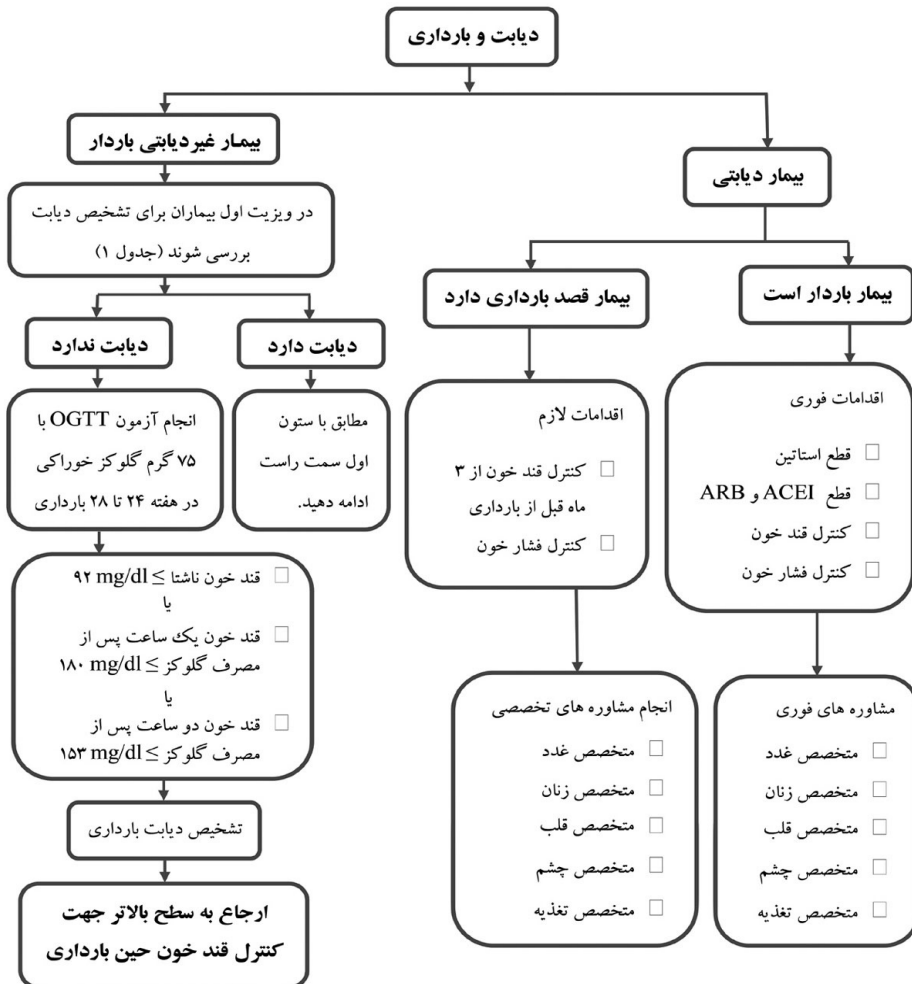 دیابت و بارداری
بیمار دیابتی
بیمار باردار است
اقدامات فوری
□ قطع استاتین
□ قطع ACEI و ARB
□ کنترل قند خون
□ کنترل فشار خون
مشاوره های فوری
□ متخصص غدد
□ متخصص زنان
□ متخصص قلب
□ متخصص چشم
□ متخصص تغذیه
بیمار قصد بارداری دارد
اقدامات لازم
□ کنترل قند خون از ۳
ماه قبل از بارداری
□ کنترل فشار خون
انجام مشاوره های تخصصی
□ متخصص غدد
□ متخصص زنان
□ متخصص قلب
□ متخصص چشم
□ متخصص تغذیه
بیمار غیردیابتی باردار
در ویزیت اول بیماران برای تشخیص دیابت
بررسی شوند (جدول ۱)
دیابت دارد
مطابق با ستون
اول سمت راست
ادامه دهید.
دیابت ندارد
انجام آزمون OGTT با
۷۵ گرم گلوکز خوراکی
در هفته ۲۴ تا ۲۸ بارداری
□ قند خون ناشتا ≥ ۹۲ mg/dl
یا
□ قند خون یک ساعت پس از
مصرف گلوکز ≥ ۱۸۰ mg/dl
یا
□ قند خون دو ساعت پس از
مصرف گلوکز ≥ ۱۵۳ mg/dl
تشخیص دیابت بارداری
ارجاع به سطح بالاتر جهت
کنترل قند خون حین بارداری